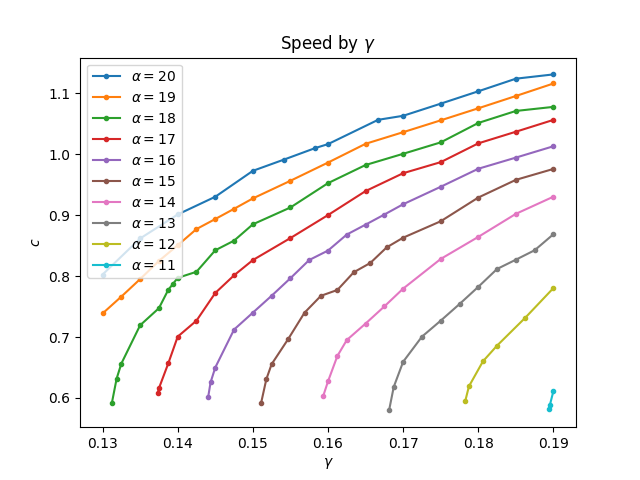 Speed by γ
α = 20
α = 19
α = 18
α = 17
α = 16
α = 15
α = 14
α = 13
α = 12
α = 11
1.1
1.0
0.9
0.8
0.7
0.6
c
0.13 0.14 0.15 0.16 0.17 0.18 0.19
γ